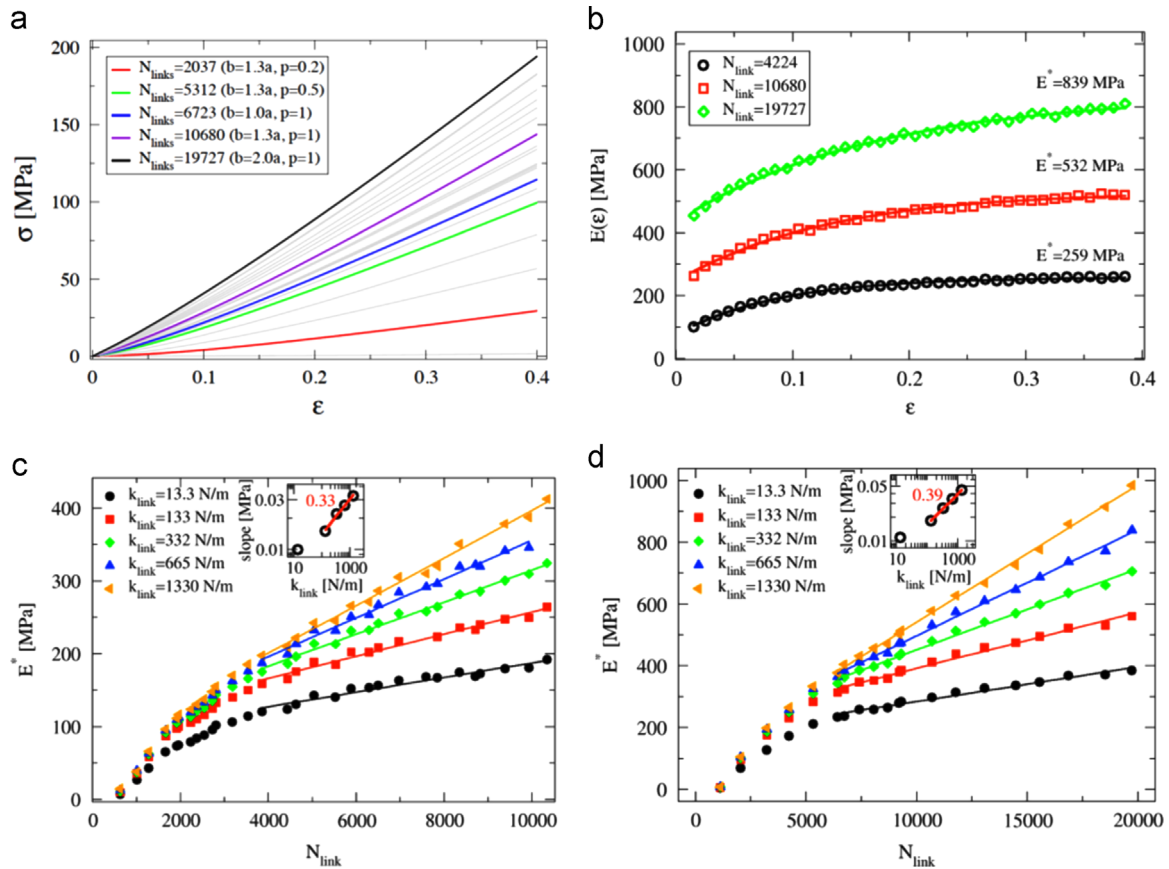 a
200
150
100
50
0
σ [MPa]
N_links=2037 (b=1.3a, p=0.2)
N_links=5312 (b=1.3a, p=0.5)
N_links=6723 (b=1.0a, p=1)
N_links=10680 (b=1.3a, p=1)
N_links=19727 (b=2.0a, p=1)
0 0.1 0.2 0.3 0.4
ε
b
1000
800
600
400
200
0
E(ε) [MPa]
N_link=4224
N_link=10680
N_link=19727
E*=839 MPa
E*=532 MPa
E*=259 MPa
0 0.1 0.2 0.3 0.4
ε
c
400
300
200
100
0
E* [MPa]
k_link=13.3 N/m
k_link=133 N/m
k_link=332 N/m
k_link=665 N/m
k_link=1330 N/m
slope [MPa]
0.03
0.01
0.33
10 1000
k_link [N/m]
0 2000 4000 6000 8000 10000
N_link
d
1000
800
600
400
200
0
E* [MPa]
k_link=13.3 N/m
k_link=133 N/m
k_link=332 N/m
k_link=665 N/m
k_link=1330 N/m
slope [MPa]
0.05
0.01
0.39
10 1000
k_link [N/m]
0 5000 10000 15000 20000
N_link